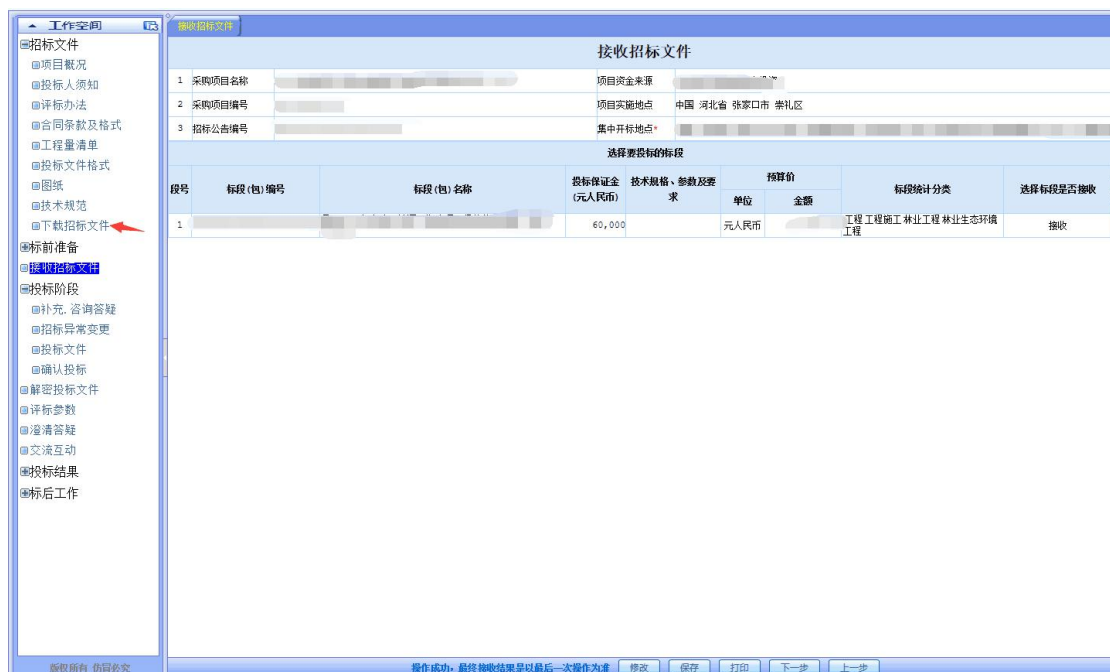 工作空间
招标文件
项目概况
投标人须知
评标办法
合同条款及格式
工程量清单
投标文件格式
图纸
技术规范
下载招标文件
标前准备
接收招标文件
投标阶段
补充,咨询答疑
招标异常变更
投标文件
确认投标
解密投标文件
评标参数
澄清答疑
交流互动
投标结果
标后工作
版权所有 仿冒必究
接收招标文件
接收招标文件
1 采购项目名称 项目资金来源
2 采购项目编号 项目实施地点 中国 河北省 张家口市 崇礼区
3 招标公告编号 集中开标地点*
选择要投标的标段
段号 标段(包)编号 标段(包)名称 投标保证金(元人民币) 技术规格、参数及要求 预算价 标段统计分类 选择标段是否接收
单位 金额
1 60,000 元人民币 工程 工程施工 林业工程 林业生态环境工程 接收
操作成功,最终接收结果是以最后一次操作为准 修改 保存 打印 下一步 上一步